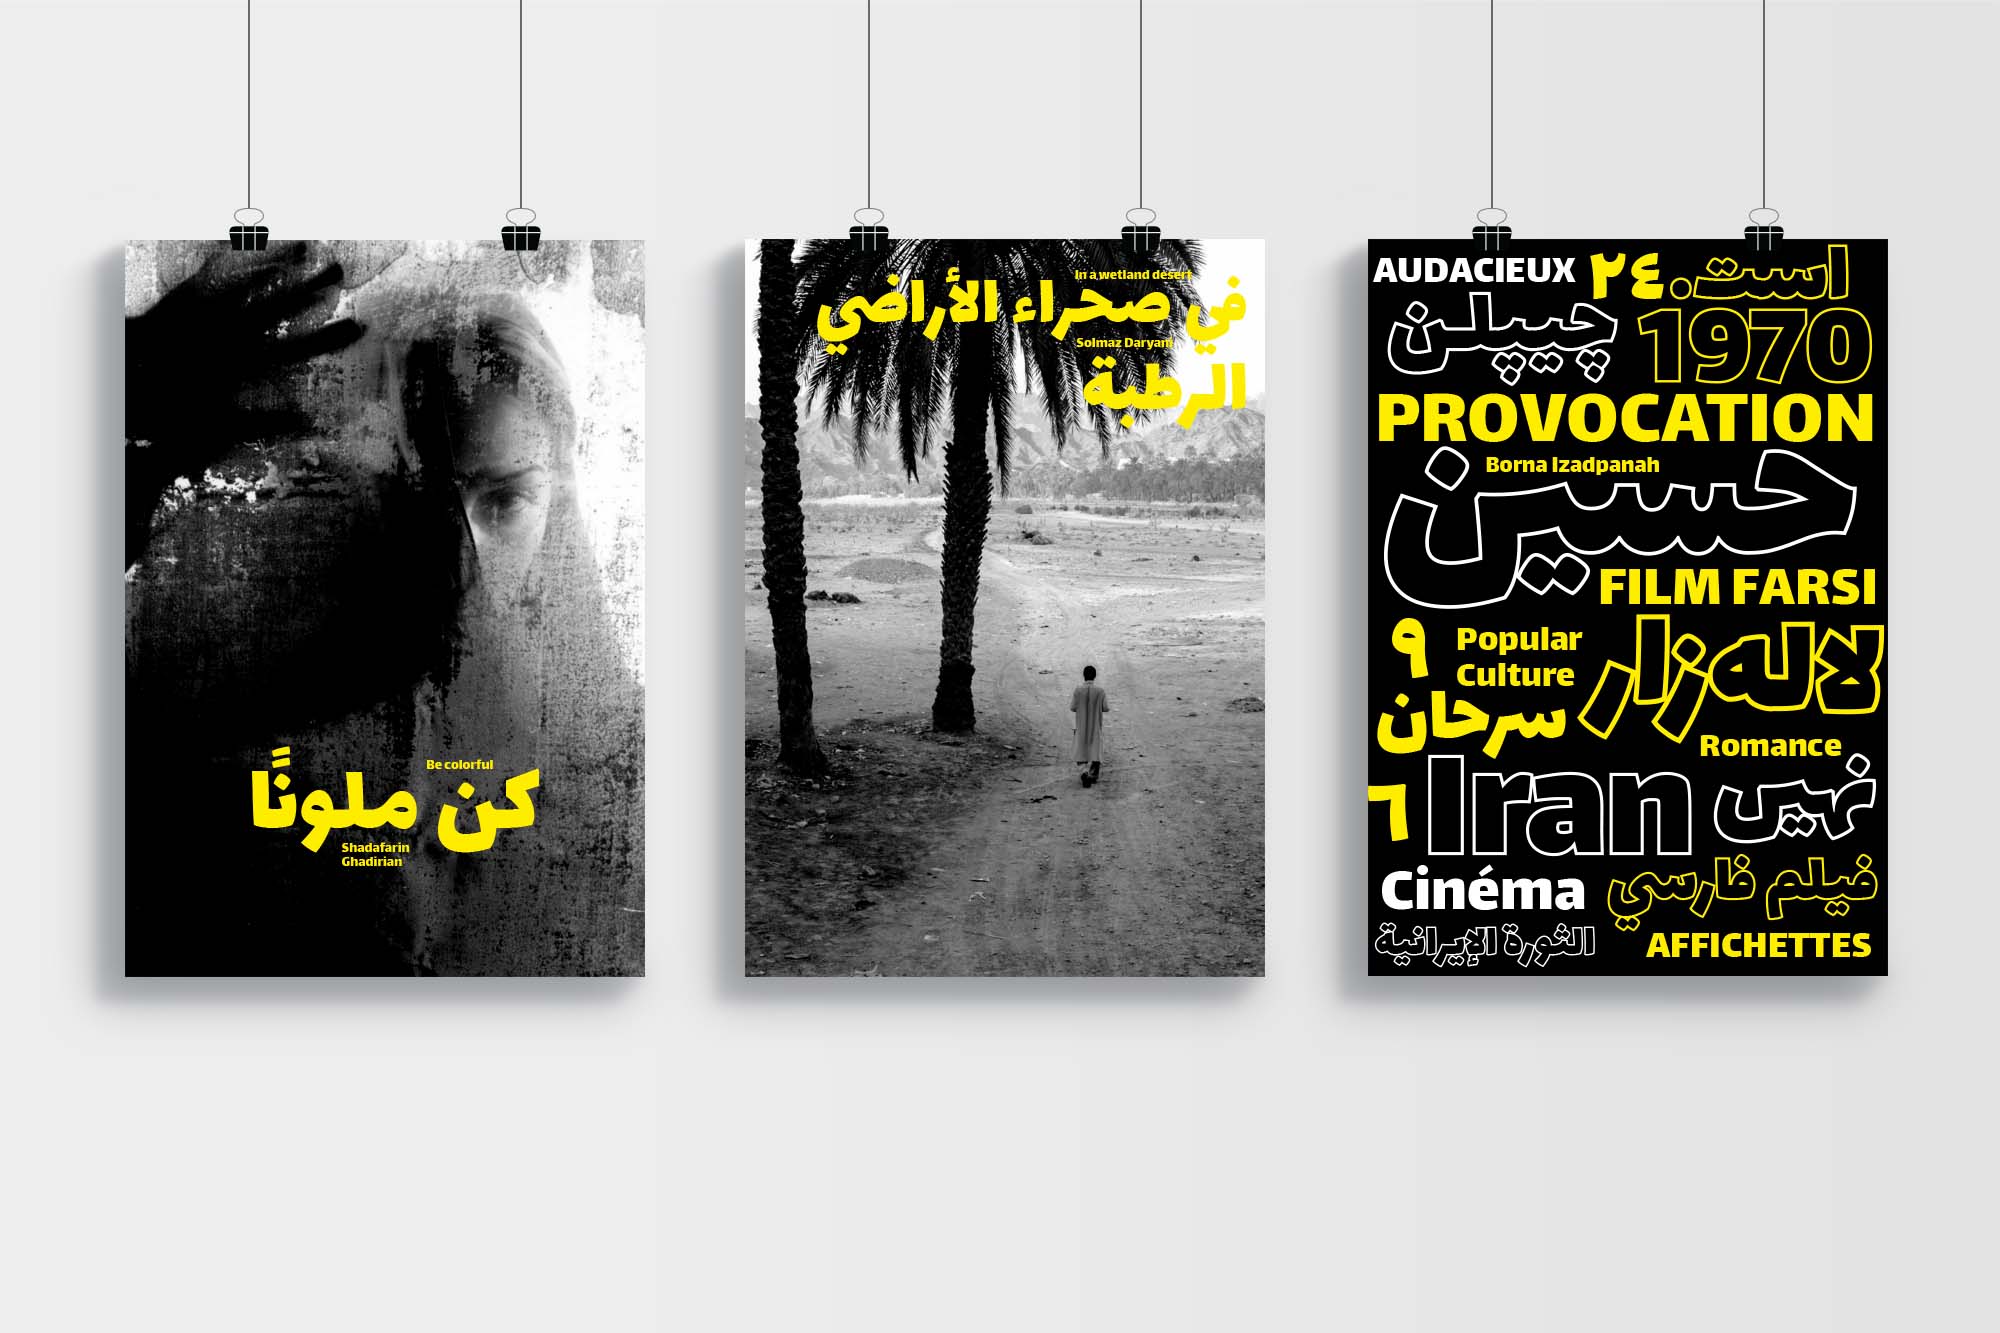 Be colorful
كن ملونًا
Shadafarin
Ghadirian
In a wetland desert
في صحراء الأراضي
Solmaz Daryani
الرطبة
AUDACIEUX
٢٤
است.
چیپلن
1970
PROVOCATION
Borna Izadpanah
حسین
FILM FARSI
٩
Popular
Culture
لاله‌زار
سرحان
Romance
٦
Iran
نهیں
Cinéma
فيلم فارسي
الثورة الإيرانية
AFFICHETTES